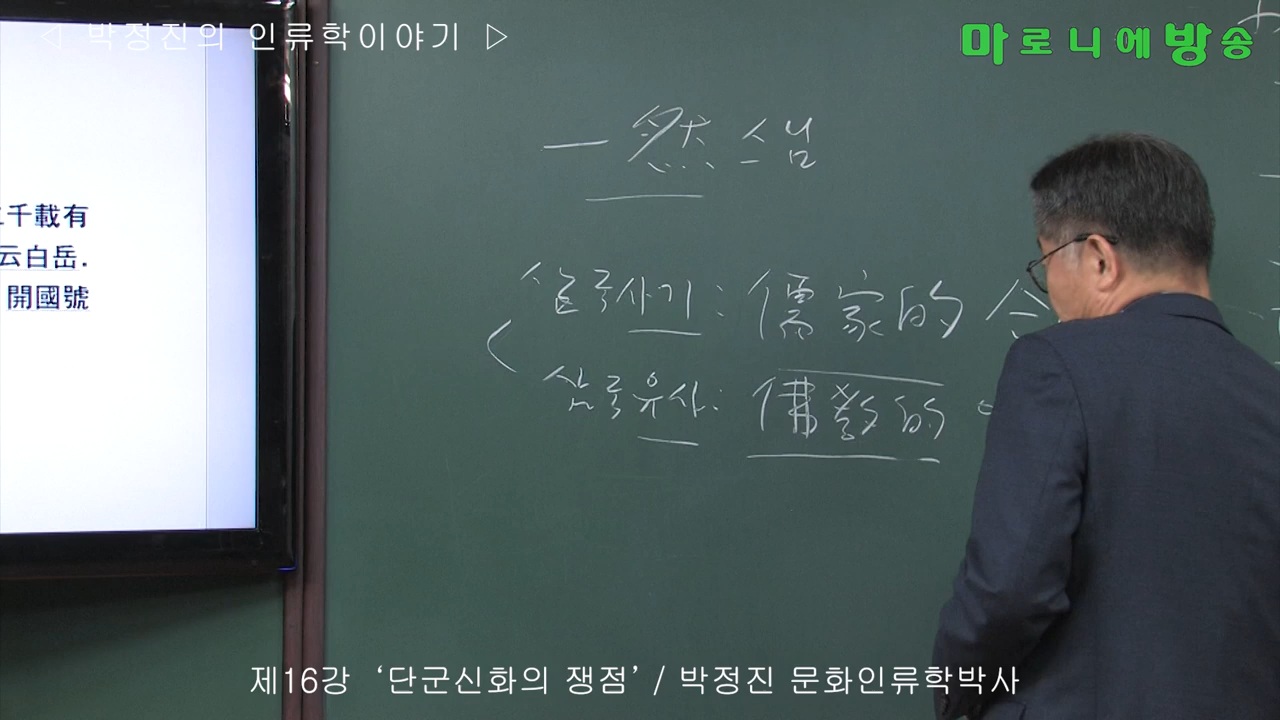 ◁ 박정진의 인류학이야기 ▷
마로니에방송
千載有
云白岳.
開國號
一然스님
삼국사기: 儒家的 合
삼국유사: 佛敎的
제16강 ‘단군신화의 쟁점’ / 박정진 문화인류학박사